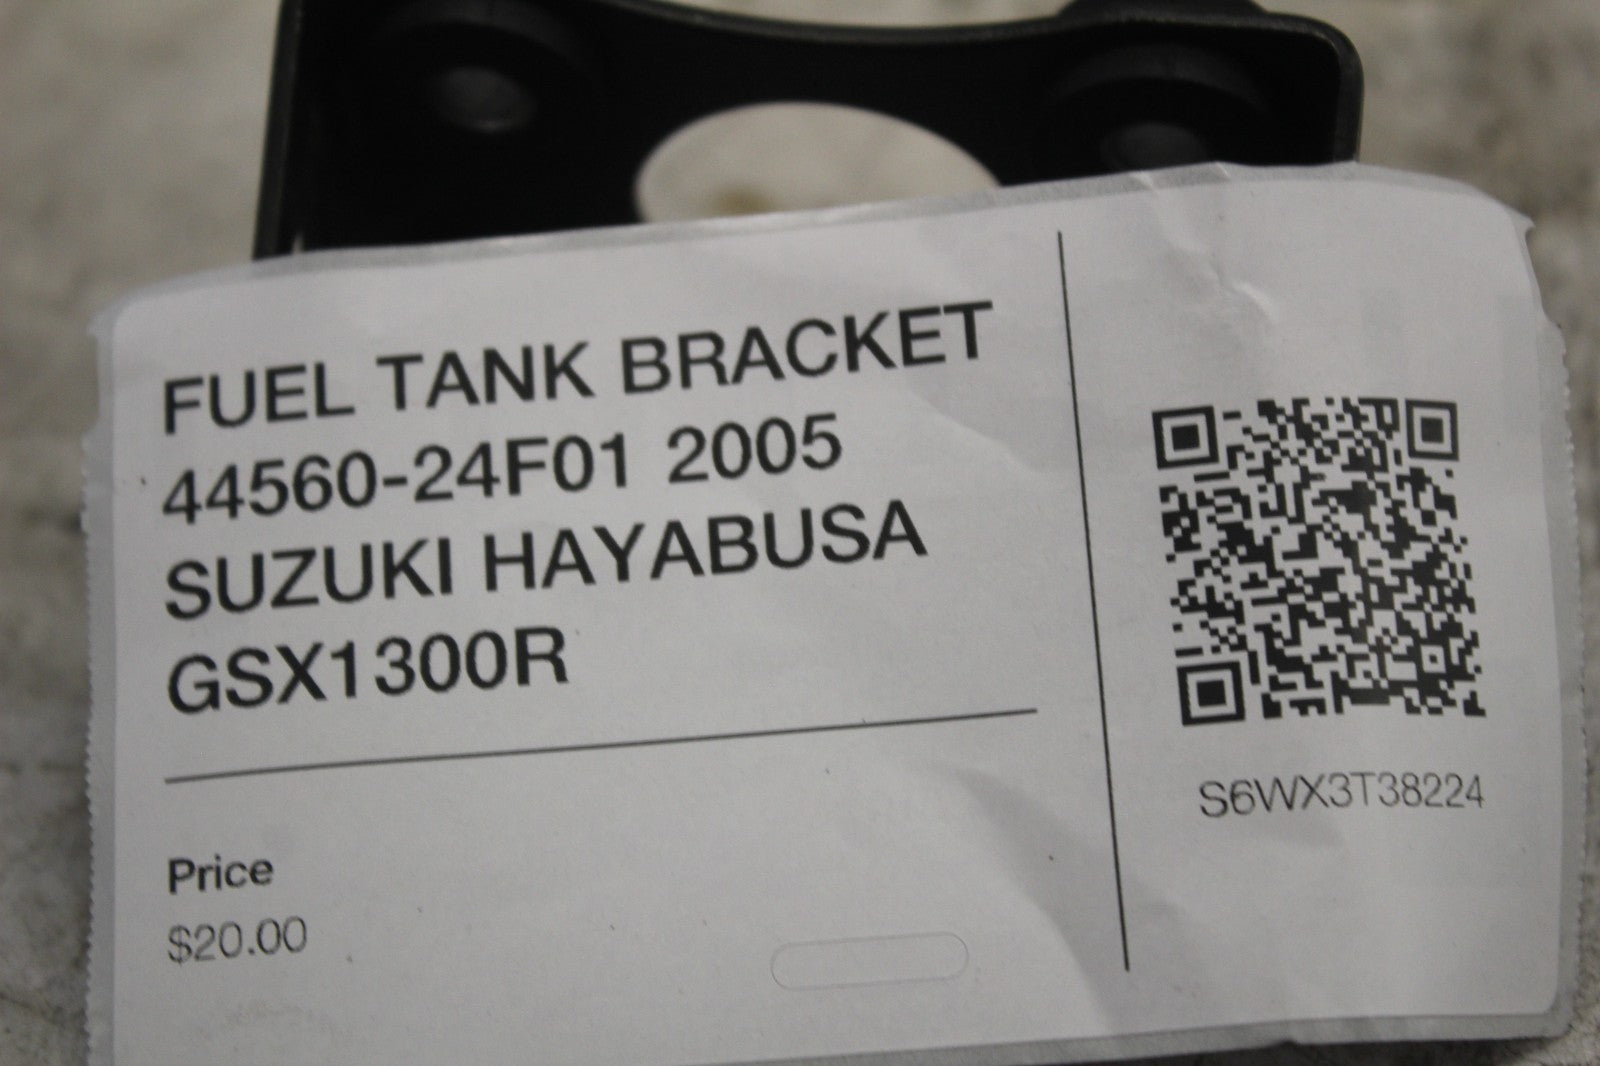 FUEL TANK BRACKET
44560-24F01 2005
SUZUKI HAYABUSA
GSX1300R
Price
$20.00
S6WX3T38224